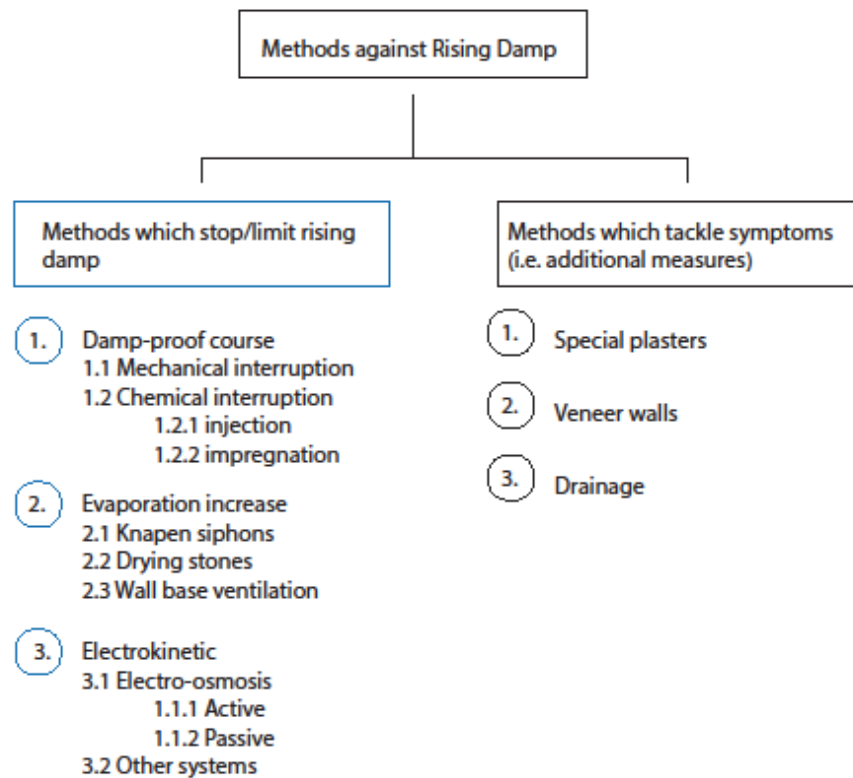 Methods against Rising Damp
Methods which stop/limit rising
damp
1. Damp-proof course
1.1 Mechanical interruption
1.2 Chemical interruption
1.2.1 injection
1.2.2 impregnation
2. Evaporation increase
2.1 Knapen siphons
2.2 Drying stones
2.3 Wall base ventilation
3. Electrokinetic
3.1 Electro-osmosis
1.1.1 Active
1.1.2 Passive
3.2 Other systems
Methods which tackle symptoms
(i.e. additional measures)
1. Special plasters
2. Veneer walls
3. Drainage